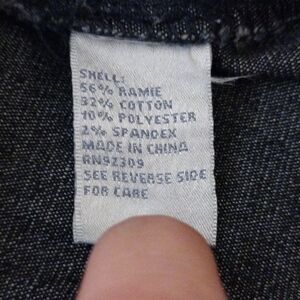 SHELL:
56% RAMIE
32% COTTON
10% POLYESTER
2% SPANDEX
MADE IN CHINA
RN92309
SEE REVERSE SIDE
FOR CARE